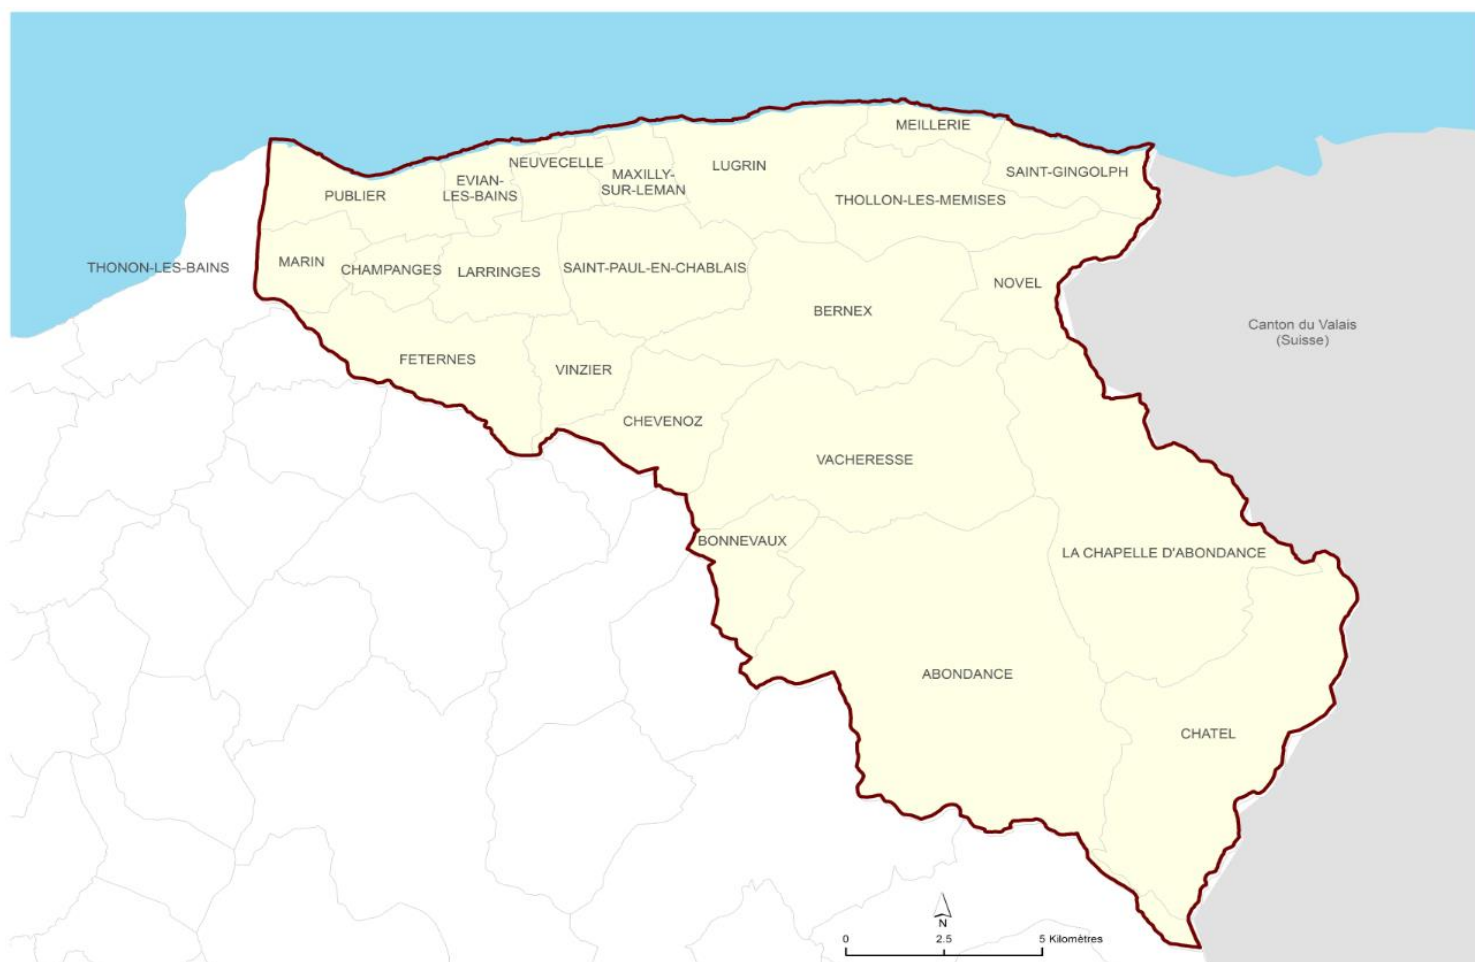 MEILLERIE
NEUVECELLE
LUGRIN
EVIAN-
LES-BAINS
MAXILLY-
SUR-LEMAN
SAINT-GINGOLPH
PUBLIER
THOLLON-LES-MEMISES
THONON-LES-BAINS
MARIN
CHAMPANGES
LARRINGES
SAINT-PAUL-EN-CHABLAIS
NOVEL
BERNEX
Canton du Valais
(Suisse)
FETERNES
VINZIER
CHEVENOZ
VACHERESSE
BONNEVAUX
LA CHAPELLE D'ABONDANCE
ABONDANCE
CHATEL
N
0 2.5 5 Kilomètres